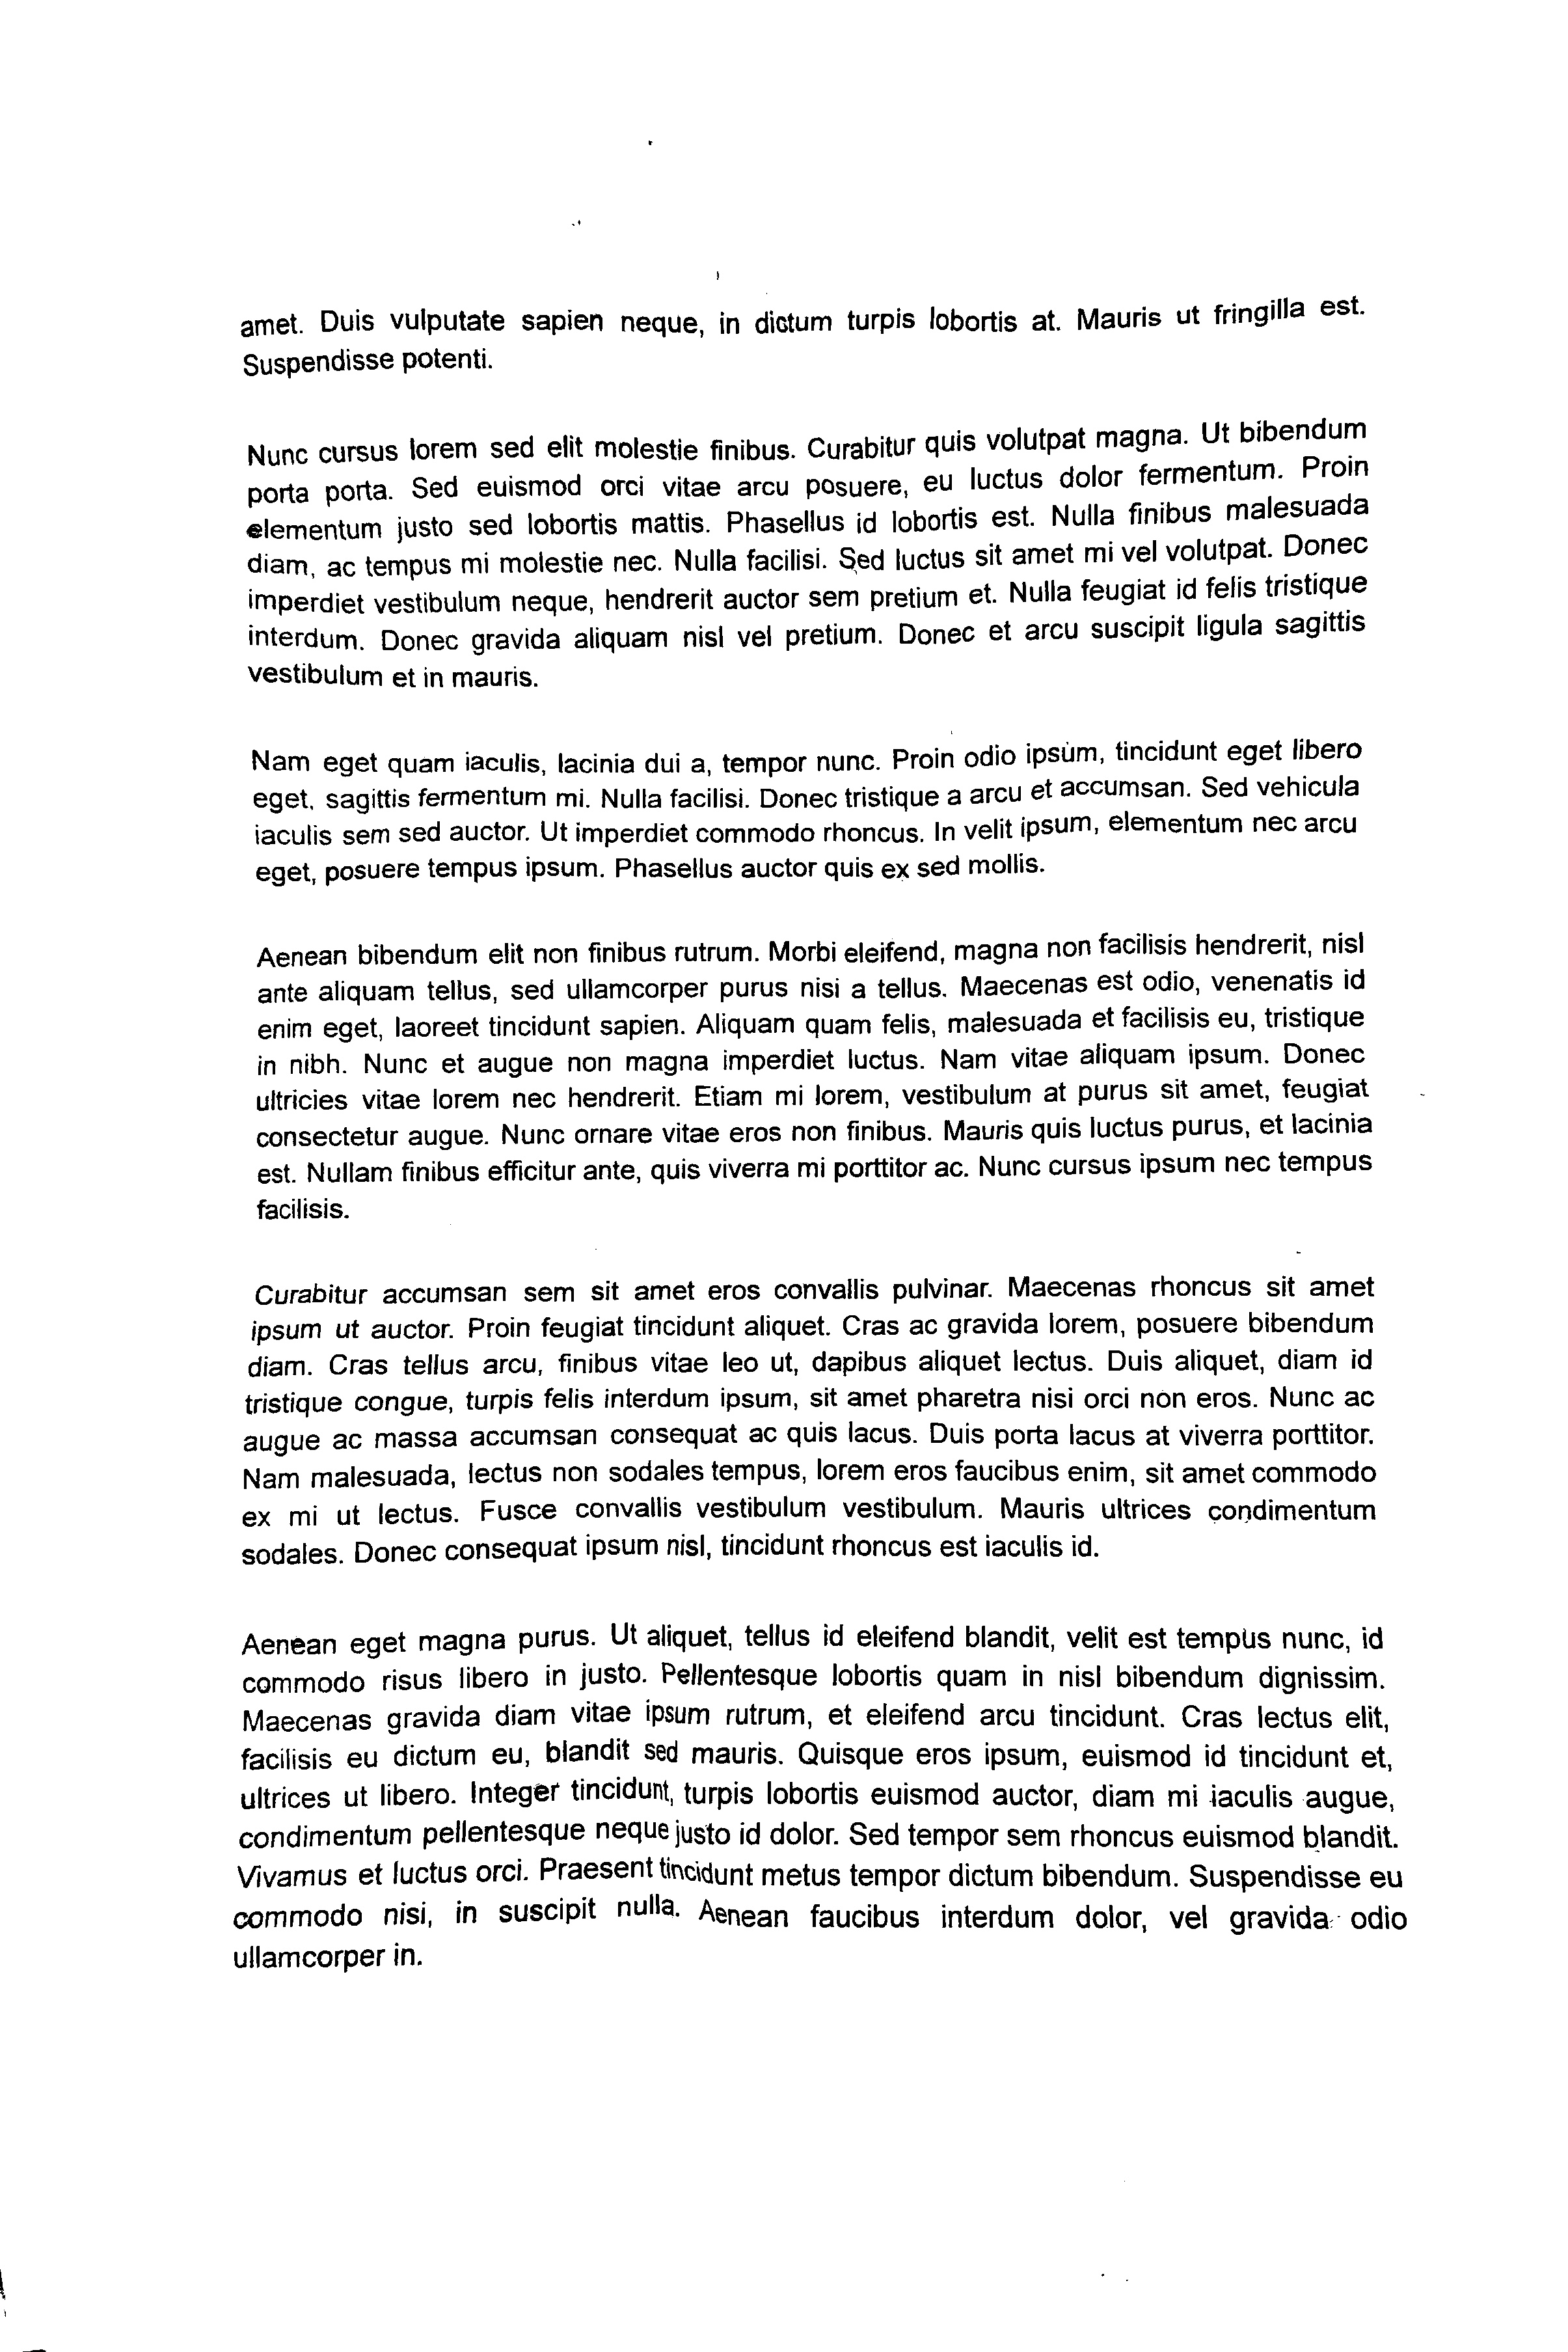 amet. Duis vulputate sapien neque, in dictum turpis lobortis at. Mauris ut fringilla est.
Suspendisse potenti.
Nunc cursus lorem sed elit molestie finibus. Curabitur quis volutpat magna. Ut bibendum
porta porta. Sed euismod orci vitae arcu posuere, eu luctus dolor fermentum. Proin
elementum justo sed lobortis mattis. Phasellus id lobortis est. Nulla finibus malesuada
diam, ac tempus mi molestie nec. Nulla facilisi. Sed luctus sit amet mi vel volutpat. Donec
imperdiet vestibulum neque, hendrerit auctor sem pretium et. Nulla feugiat id felis tristique
interdum. Donec gravida aliquam nisl vel pretium. Donec et arcu suscipit ligula sagittis
vestibulum et in mauris.
Nam eget quam iaculis, lacinia dui a, tempor nunc. Proin odio ipsum, tincidunt eget libero
eget, sagittis fermentum mi. Nulla facilisi. Donec tristique a arcu et accumsan. Sed vehicula
iaculis sem sed auctor. Ut imperdiet commodo rhoncus. In velit ipsum, elementum nec arcu
eget, posuere tempus ipsum. Phasellus auctor quis ex sed mollis.
Aenean bibendum elit non finibus rutrum. Morbi eleifend, magna non facilisis hendrerit, nisl
ante aliquam tellus, sed ullamcorper purus nisi a tellus. Maecenas est odio, venenatis id
enim eget, laoreet tincidunt sapien. Aliquam quam felis, malesuada et facilisis eu, tristique
in nibh. Nunc et augue non magna imperdiet luctus. Nam vitae aliquam ipsum. Donec
ultricies vitae lorem nec hendrerit. Etiam mi lorem, vestibulum at purus sit amet, feugiat
consectetur augue. Nunc ornare vitae eros non finibus. Mauris quis luctus purus, et lacinia
est. Nullam finibus efficitur ante, quis viverra mi porttitor ac. Nunc cursus ipsum nec tempus
facilisis.
Curabitur accumsan sem sit amet eros convallis pulvinar. Maecenas rhoncus sit amet
ipsum ut auctor. Proin feugiat tincidunt aliquet. Cras ac gravida lorem, posuere bibendum
diam. Cras tellus arcu, finibus vitae leo ut, dapibus aliquet lectus. Duis aliquet, diam id
tristique congue, turpis felis interdum ipsum, sit amet pharetra nisi orci non eros. Nunc ac
augue ac massa accumsan consequat ac quis lacus. Duis porta lacus at viverra porttitor.
Nam malesuada, lectus non sodales tempus, lorem eros faucibus enim, sit amet commodo
ex mi ut lectus. Fusce convallis vestibulum vestibulum. Mauris ultrices condimentum
sodales. Donec consequat ipsum nisl, tincidunt rhoncus est iaculis id.
Aenean eget magna purus. Ut aliquet, tellus id eleifend blandit, velit est tempus nunc, id
commodo risus libero in justo. Pellentesque lobortis quam in nisl bibendum dignissim.
Maecenas gravida diam vitae ipsum rutrum, et eleifend arcu tincidunt. Cras lectus elit,
facilisis eu dictum eu, blandit sed mauris. Quisque eros ipsum, euismod id tincidunt et,
ultrices ut libero. Integer tincidunt, turpis lobortis euismod auctor, diam mi iaculis augue,
condimentum pellentesque neque justo id dolor. Sed tempor sem rhoncus euismod blandit.
Vivamus et luctus orci. Praesent tincidunt metus tempor dictum bibendum. Suspendisse eu
commodo nisi, in suscipit nulla. Aenean faucibus interdum dolor, vel gravida odio
ullamcorper in.